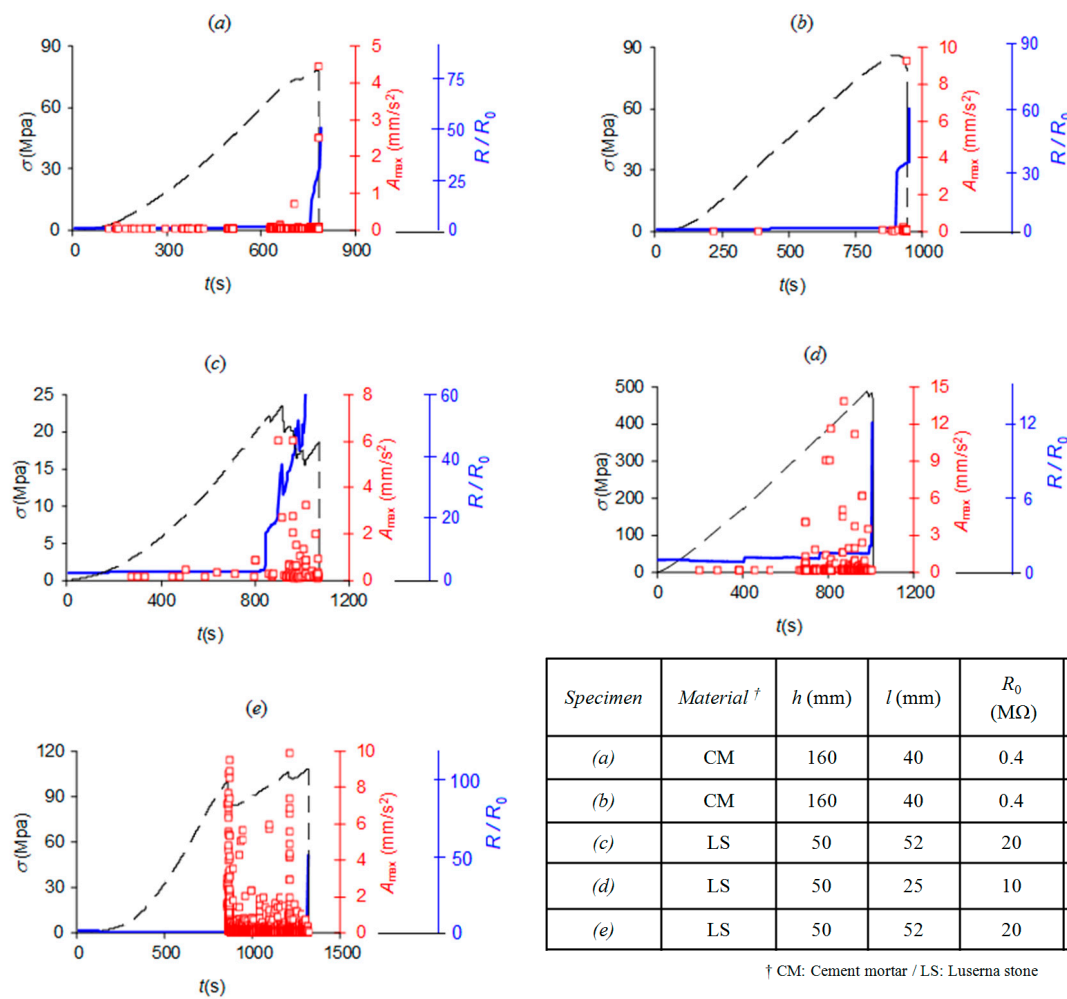 (a)
90
60
30
0
σ(Mpa)
0 300 600 900
t(s)
5
4
3
2
1
0
Amax (mm/s2)
75
50
25
0
R / R0
(b)
90
60
30
0
σ(Mpa)
0 250 500 750 1000
t(s)
10
8
6
4
2
0
Amax (mm/s2)
90
60
30
0
R / R0
(c)
25
20
15
10
5
0
σ(Mpa)
0 400 800 1200
t(s)
8
6
4
2
0
Amax (mm/s2)
60
40
20
0
R / R0
(d)
500
400
300
200
100
0
σ(Mpa)
0 400 800 1200
t(s)
15
12
9
6
3
0
Amax (mm/s2)
12
6
0
R / R0
(e)
120
90
60
30
0
σ(Mpa)
0 500 1000 1500
t(s)
10
8
6
4
2
0
Amax (mm/s2)
100
50
0
R / R0
Specimen Material † h (mm) l (mm) R0 (MΩ)
(a) CM 160 40 0.4
(b) CM 160 40 0.4
(c) LS 50 52 20
(d) LS 50 25 10
(e) LS 50 52 20
† CM: Cement mortar / LS: Luserna stone